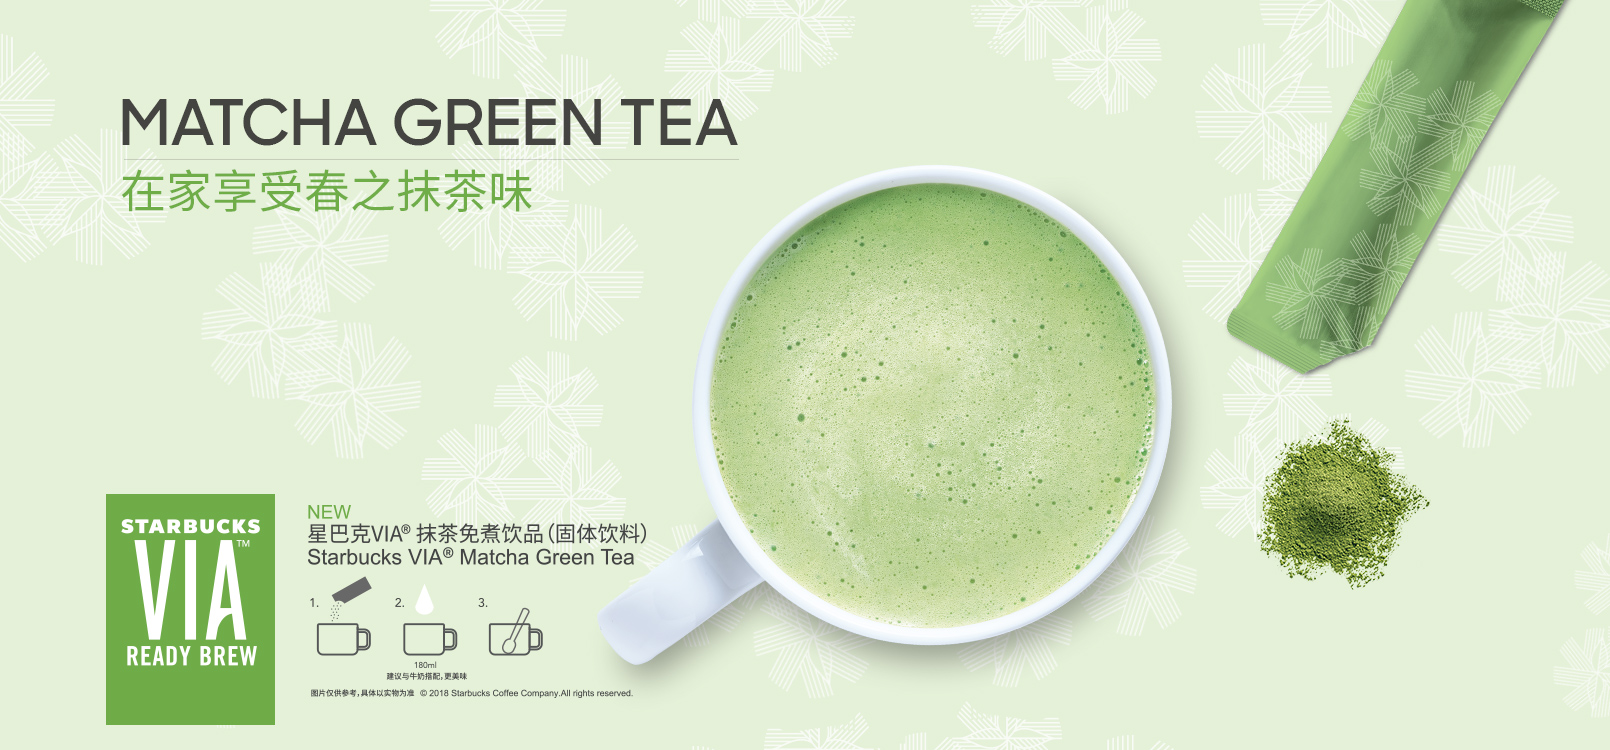 MATCHA GREEN TEA
在家享受春之抹茶味
STARBUCKS
VIA™
READY BREW
NEW
星巴克VIA® 抹茶免煮饮品（固体饮料）
Starbucks VIA® Matcha Green Tea
1.
2.
3.
180ml
建议与牛奶搭配,更美味
图片仅供参考,具体以实物为准 © 2018 Starbucks Coffee Company.All rights reserved.